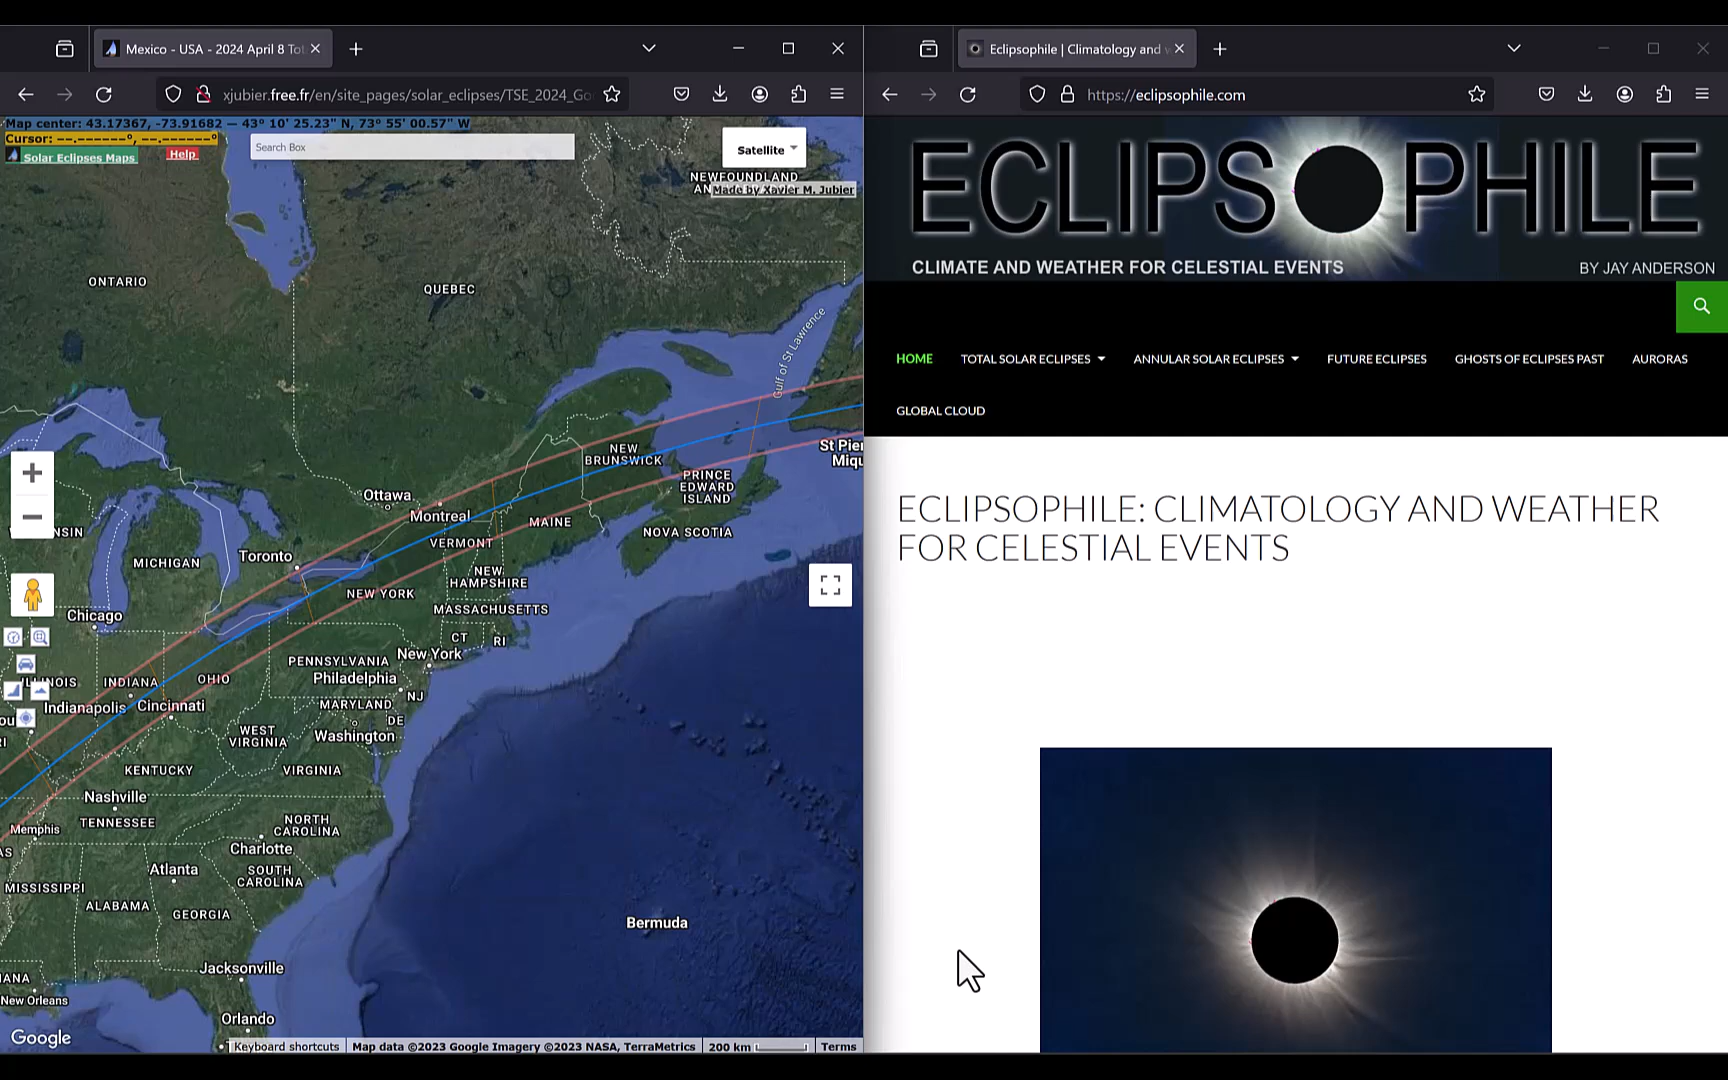 Mexico - USA - 2024 April 8 Tot
xjubier.free.fr/en/site_pages/solar_eclipses/TSE_2024_Go
Map center: 43.17367, -73.91682 — 43° 10' 25.23" N, 73° 55' 00.57" W
Cursor: --.------°, --.------°
Solar Eclipses Maps
Help
Search Box
Satellite
NEWFOUNDLAND
AN
Made by Xavier M. Jubier
ONTARIO
QUEBEC
Gulf of St Lawrence
St Pier
Miqu
NEW
BRUNSWICK
PRINCE
EDWARD
ISLAND
Ottawa
Montreal
MAINE
NOVA SCOTIA
NSIN
VERMONT
Toronto
MICHIGAN
NEW
HAMPSHIRE
NEW YORK
MASSACHUSETTS
Chicago
CT
RI
New York
PENNSYLVANIA
Philadelphia
ILLINOIS
INDIANA
OHIO
NJ
Indianapolis
Cincinnati
MARYLAND
DE
ou
RI
WEST
VIRGINIA
Washington
KENTUCKY
VIRGINIA
Nashville
TENNESSEE
Memphis
NORTH
CAROLINA
Charlotte
AS
Atlanta
SOUTH
CAROLINA
MISSISSIPPI
ALABAMA
GEORGIA
Bermuda
Jacksonville
IANA
New Orleans
Orlando
Google
Keyboard shortcuts
Map data ©2023 Google Imagery ©2023 NASA, TerraMetrics
200 km
Terms
Eclipsophile | Climatology and w
https://eclipsophile.com
ECLIPSOPHILE
CLIMATE AND WEATHER FOR CELESTIAL EVENTS
BY JAY ANDERSON
HOME
TOTAL SOLAR ECLIPSES
ANNULAR SOLAR ECLIPSES
FUTURE ECLIPSES
GHOSTS OF ECLIPSES PAST
AURORAS
GLOBAL CLOUD
ECLIPSOPHILE: CLIMATOLOGY AND WEATHER
FOR CELESTIAL EVENTS